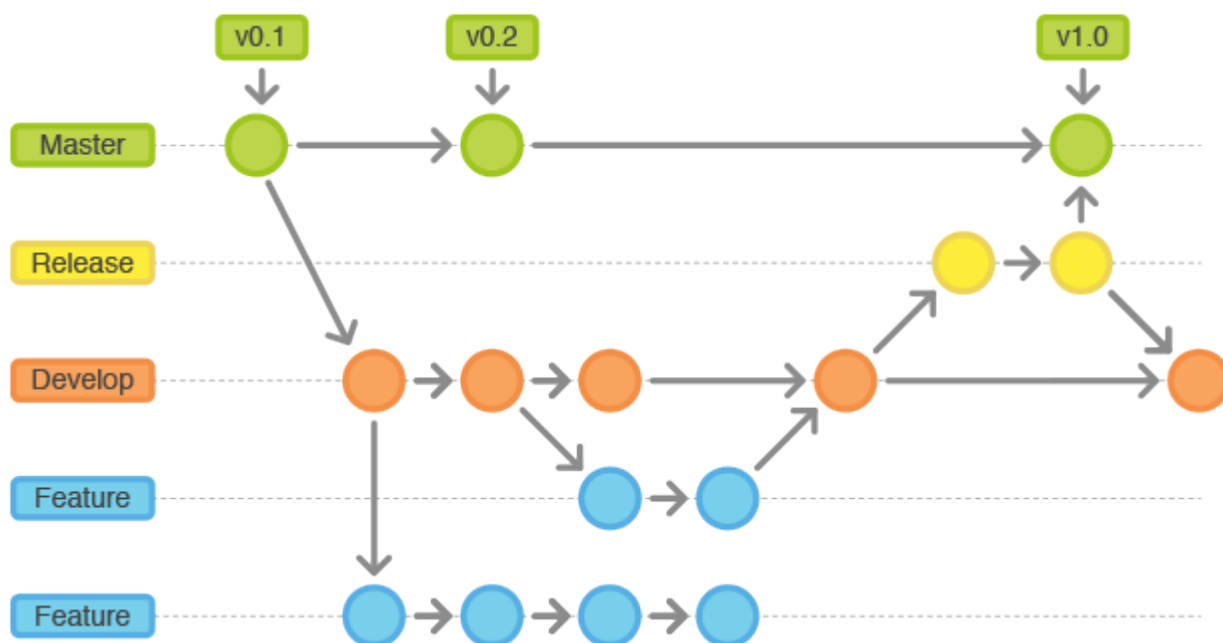 v0.1
v0.2
v1.0
Master
Release
Develop
Feature
Feature